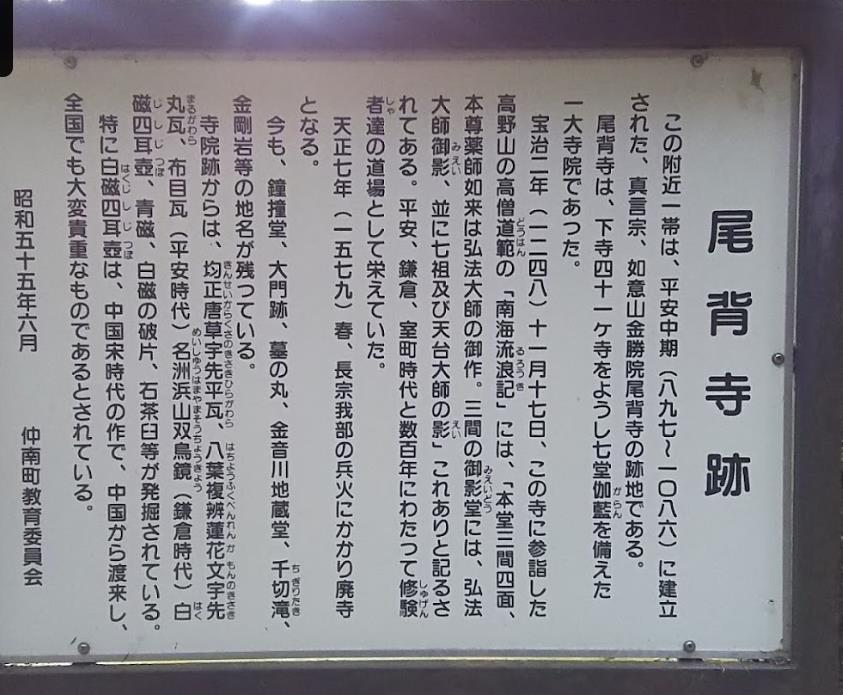 尾背寺跡
この附近一帯は、平安中期（八九七～一〇八六）に建立
された、真言宗、如意山金勝院尾背寺の跡地である。
尾背寺は、下寺四十一ケ寺をようし七堂伽藍を備えた
一大寺院であつた。
宝治二年（一二四八）十一月十七日、この寺に参詣した
高野山の高僧道範の「南海流浪記」には、「本堂三間四面、
本尊薬師如来は弘法大師の御作。三間の御影堂には、弘法
大師御影、並に七祖及び天台大師の影」これありと記るさ
れてある。平安、鎌倉、室町時代と数百年にわたって修験
者達の道場として栄えていた。
天正七年（一五七九）春、長宗我部の兵火にかかり廃寺
となる。
今も、鐘撞堂、大門跡、墓の丸、金音川地蔵堂、千切滝、
金剛岩等の地名が残つている。
寺院跡からは、均正唐草宇先平瓦、八葉複辨蓮花文宇先
丸瓦、布目瓦（平安時代）名洲浜山双鳥鏡（鎌倉時代）白
磁四耳壺、青磁、白磁の破片、石茶臼等が発掘されている。
特に白磁四耳壺は、中国宋時代の作で、中国から渡来し、
全国でも大変貴重なものであるとされている。
昭和五十五年六月　仲南町教育委員会